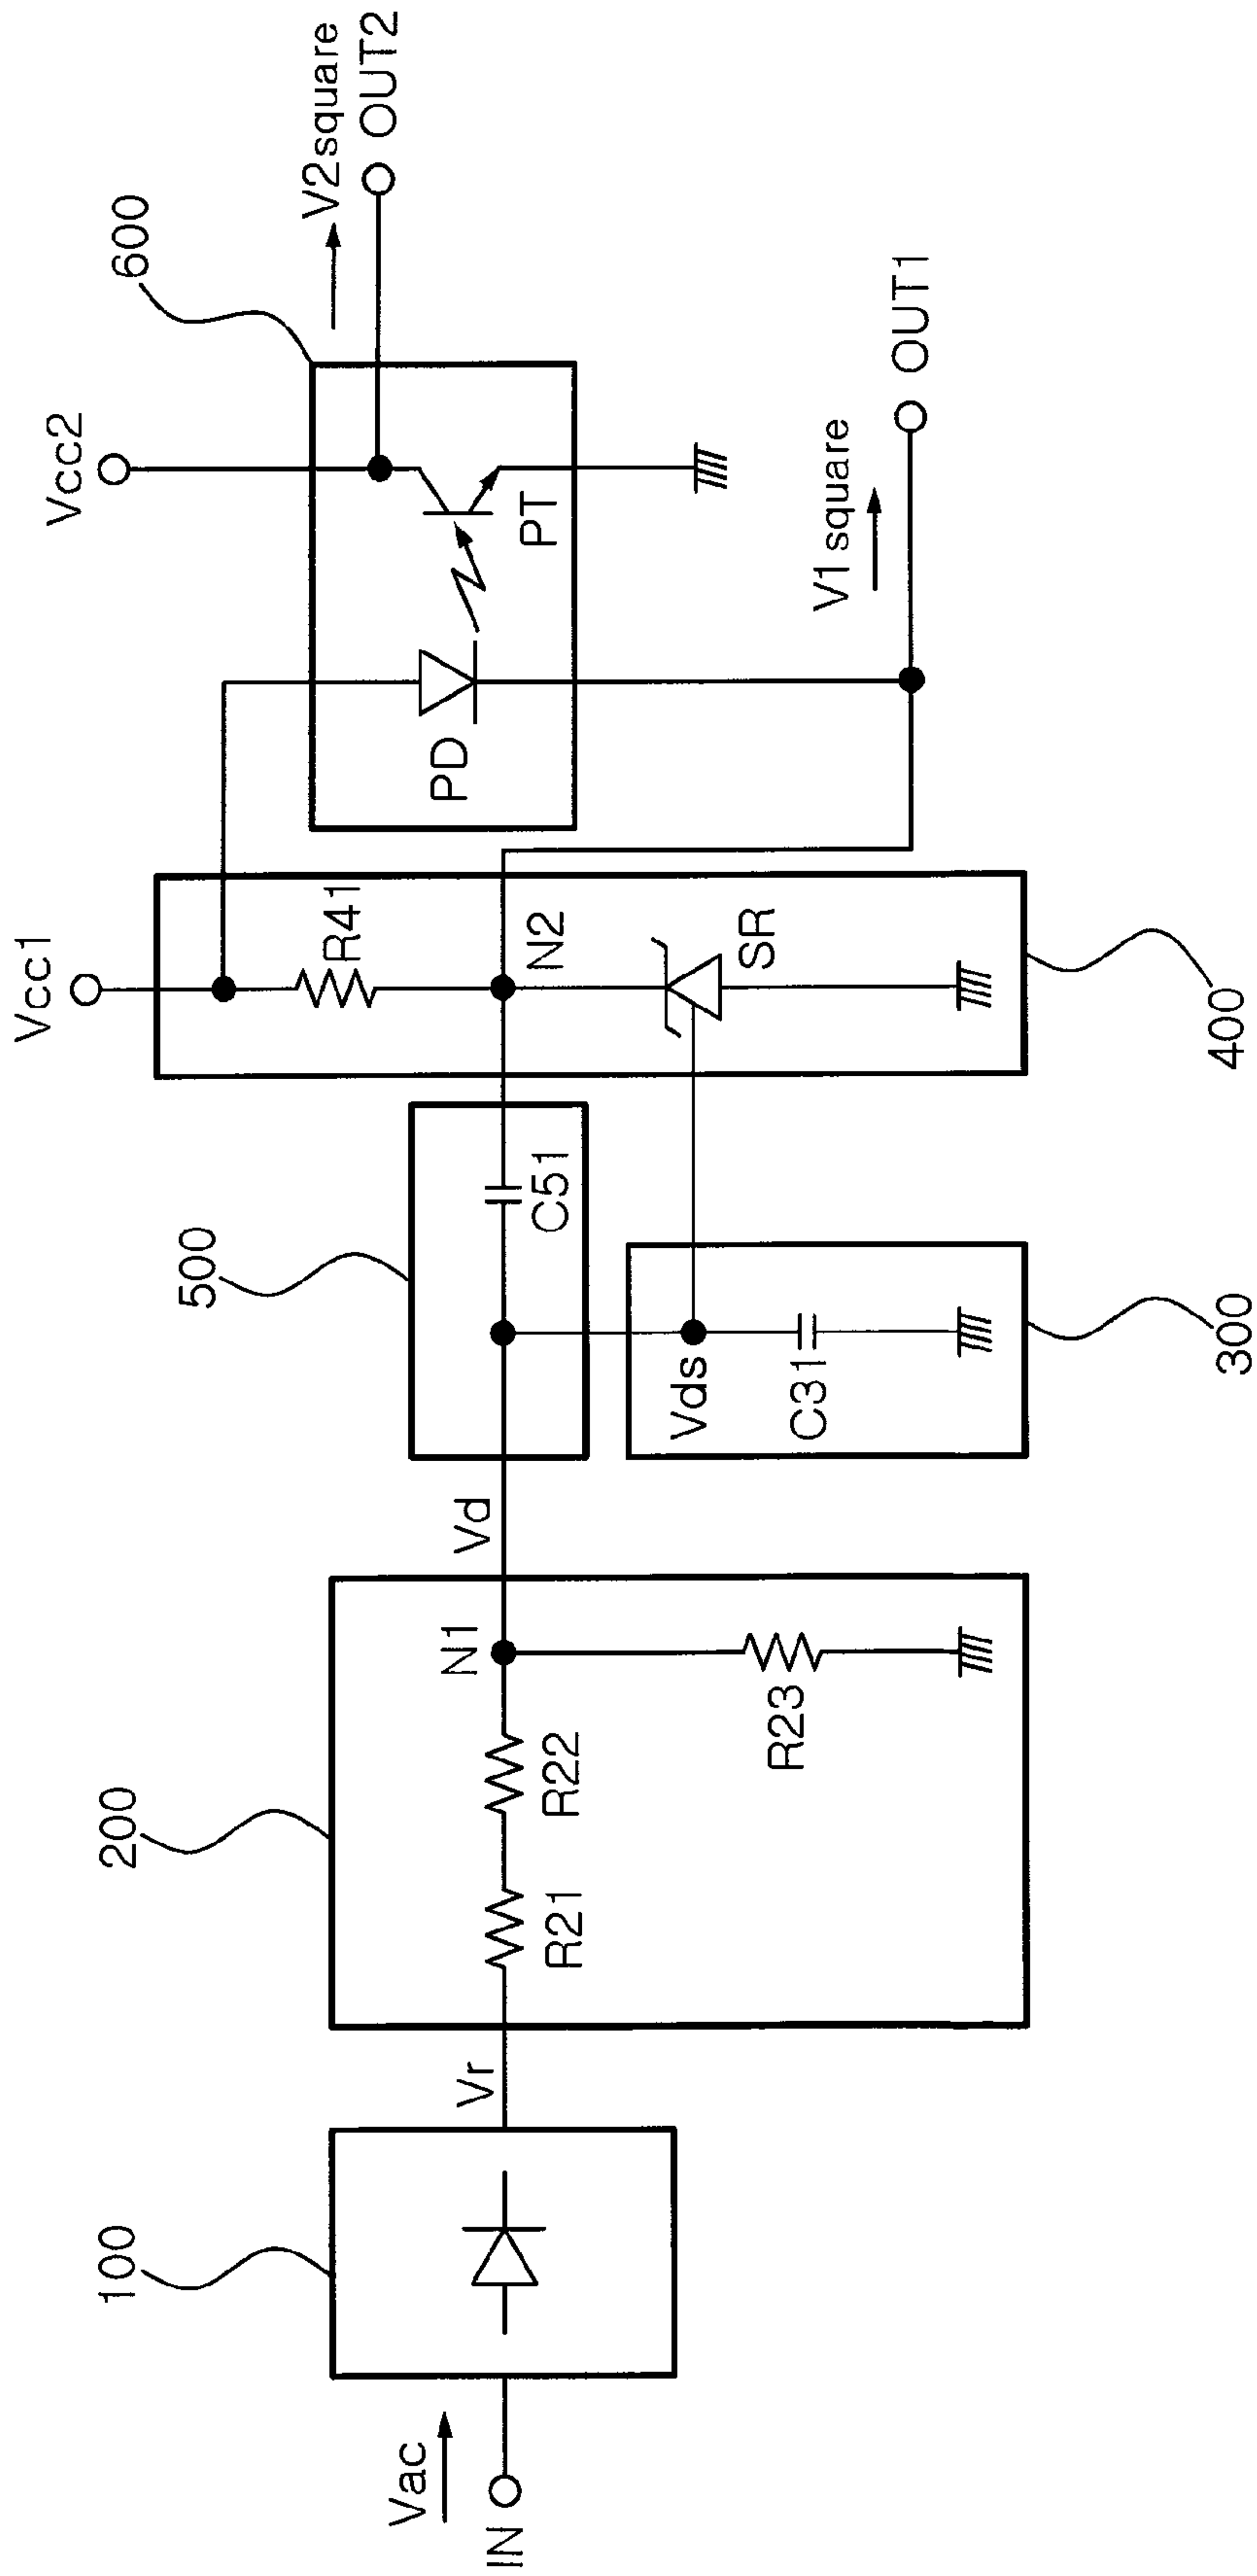 Vac
IN
100
Vr
200
R21
R22
N1
R23
Vd
500
C51
Vds
C31
300
Vcc1
R41
N2
SR
400
600
PD
PT
Vcc2
V2square
OUT2
V1square
OUT1